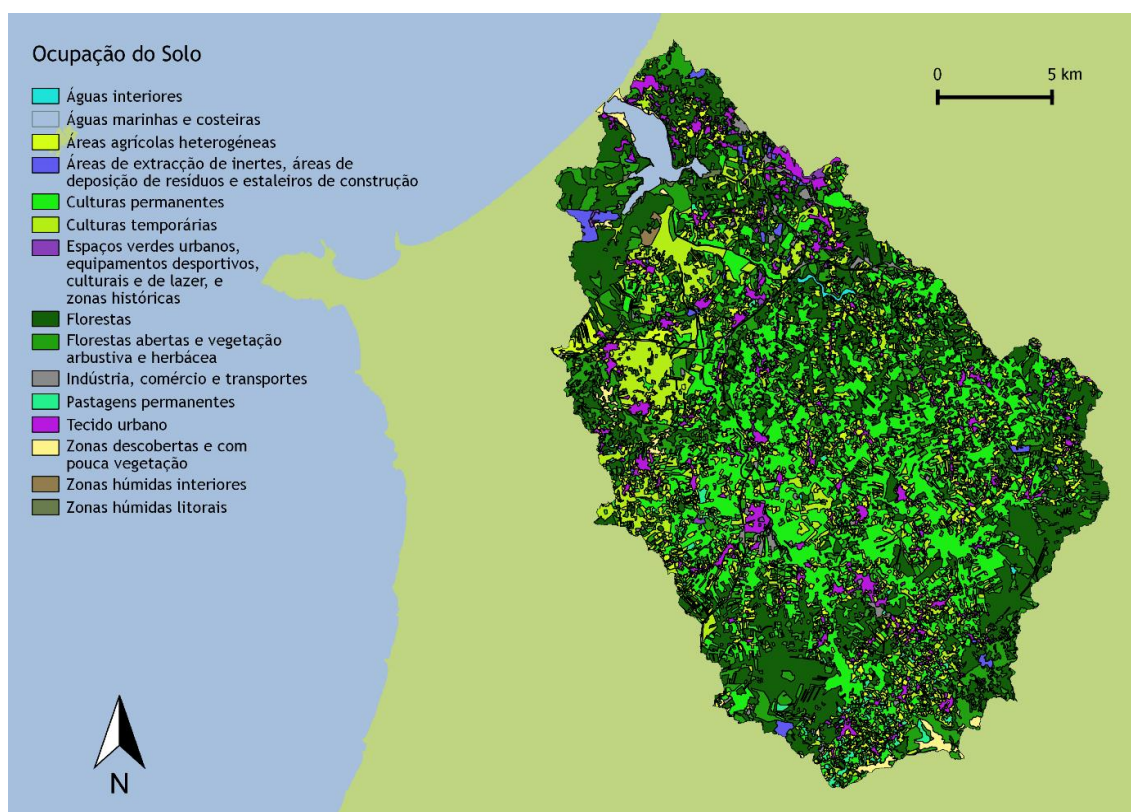 Ocupação do Solo
0 5 km
Águas interiores
Águas marinhas e costeiras
Áreas agrícolas heterogéneas
Áreas de extracção de inertes, áreas de
deposição de resíduos e estaleiros de construção
Culturas permanentes
Culturas temporárias
Espaços verdes urbanos,
equipamentos desportivos,
culturais e de lazer, e
zonas históricas
Florestas
Florestas abertas e vegetação
arbustiva e herbácea
Indústria, comércio e transportes
Pastagens permanentes
Tecido urbano
Zonas descobertas e com
pouca vegetação
Zonas húmidas interiores
Zonas húmidas litorais
N